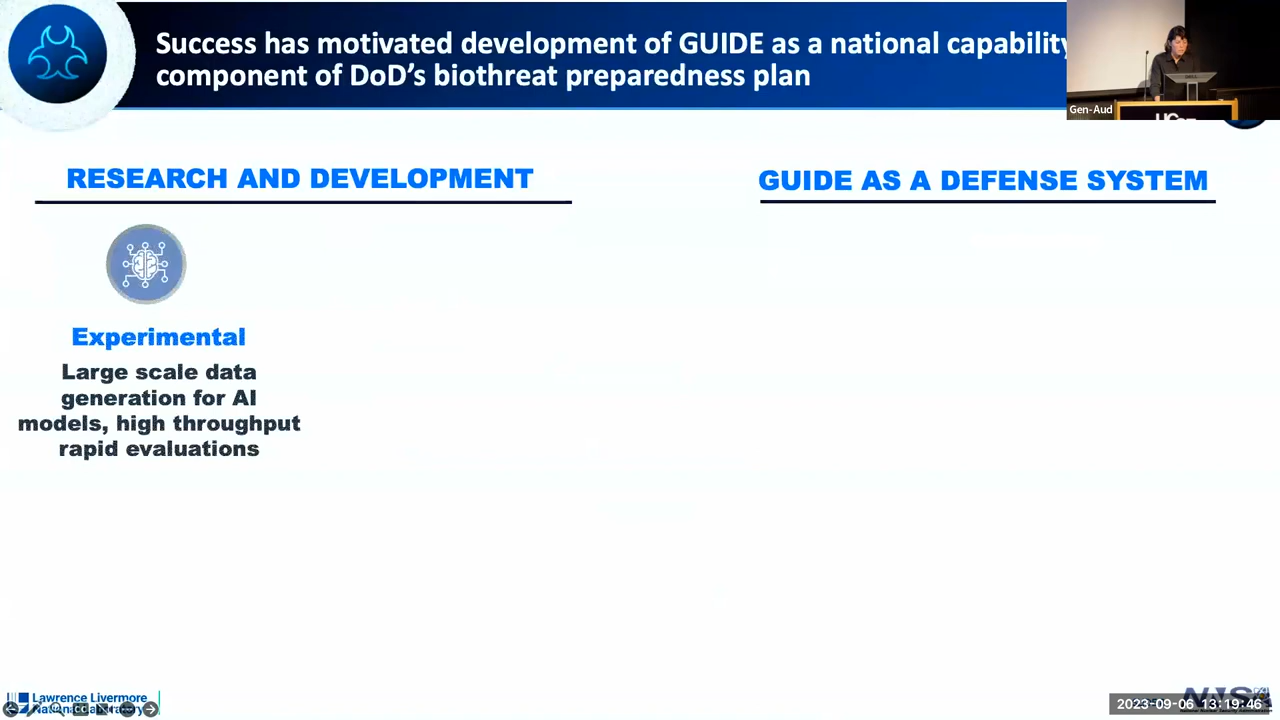 Success has motivated development of GUIDE as a national capability
component of DoD’s biothreat preparedness plan
Gen-Aud
RESEARCH AND DEVELOPMENT
GUIDE AS A DEFENSE SYSTEM
Experimental
Large scale data
generation for AI
models, high throughput
rapid evaluations
Lawrence Livermore
2023-09-06 13:19:46